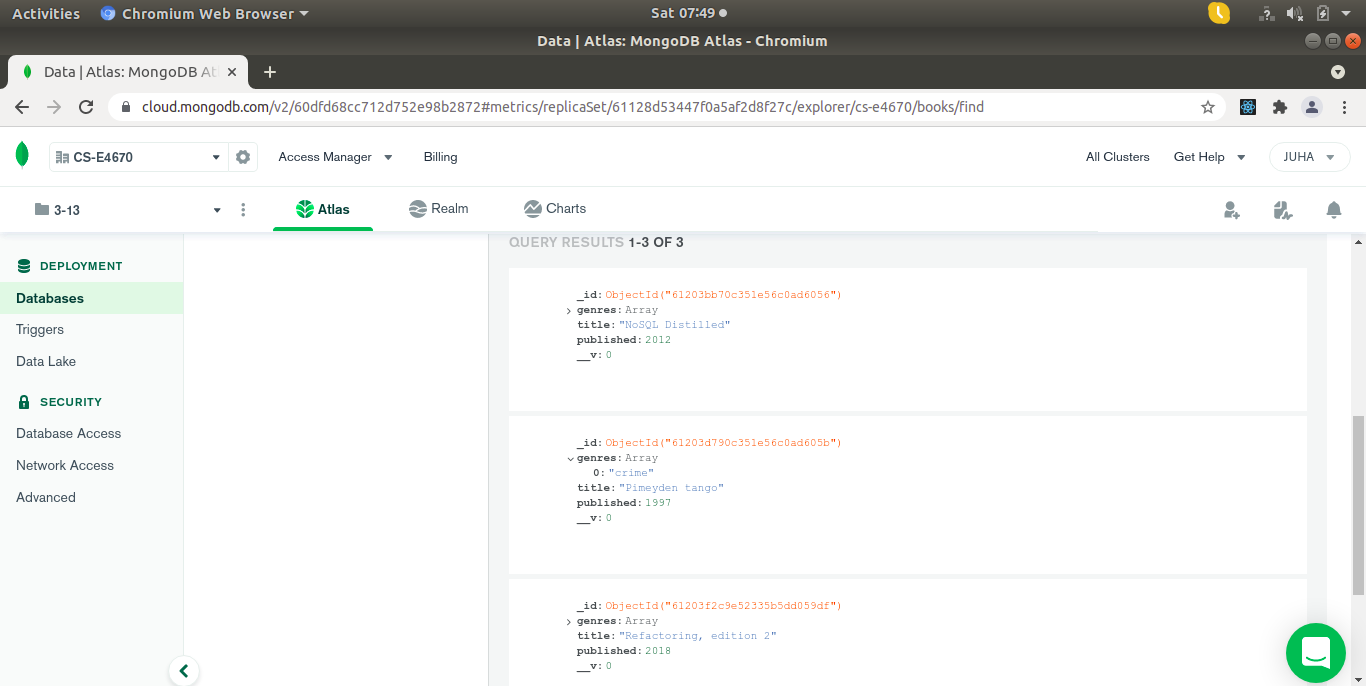 Activities Chromium Web Browser Sat 07:49
Data | Atlas: MongoDB Atlas - Chromium
Data | Atlas: MongoDB At
cloud.mongodb.com/v2/60dfd68cc712d752e98b2872#metrics/replicaSet/61128d53447f0a5af2d8f27c/explorer/cs-e4670/books/find
CS-E4670 Access Manager Billing All Clusters Get Help JUHA
3-13 Atlas Realm Charts
DEPLOYMENT
Databases
Triggers
Data Lake
SECURITY
Database Access
Network Access
Advanced
QUERY RESULTS 1-3 OF 3
_id: ObjectId("61203bb70c351e56c0ad6056")
genres: Array
title: "NoSQL Distilled"
published: 2012
__v: 0
_id: ObjectId("61203d790c351e56c0ad605b")
genres: Array
0: "crime"
title: "Pimeyden tango"
published: 1997
__v: 0
_id: ObjectId("61203f2c9e52335b5dd059df")
genres: Array
title: "Refactoring, edition 2"
published: 2018
__v: 0